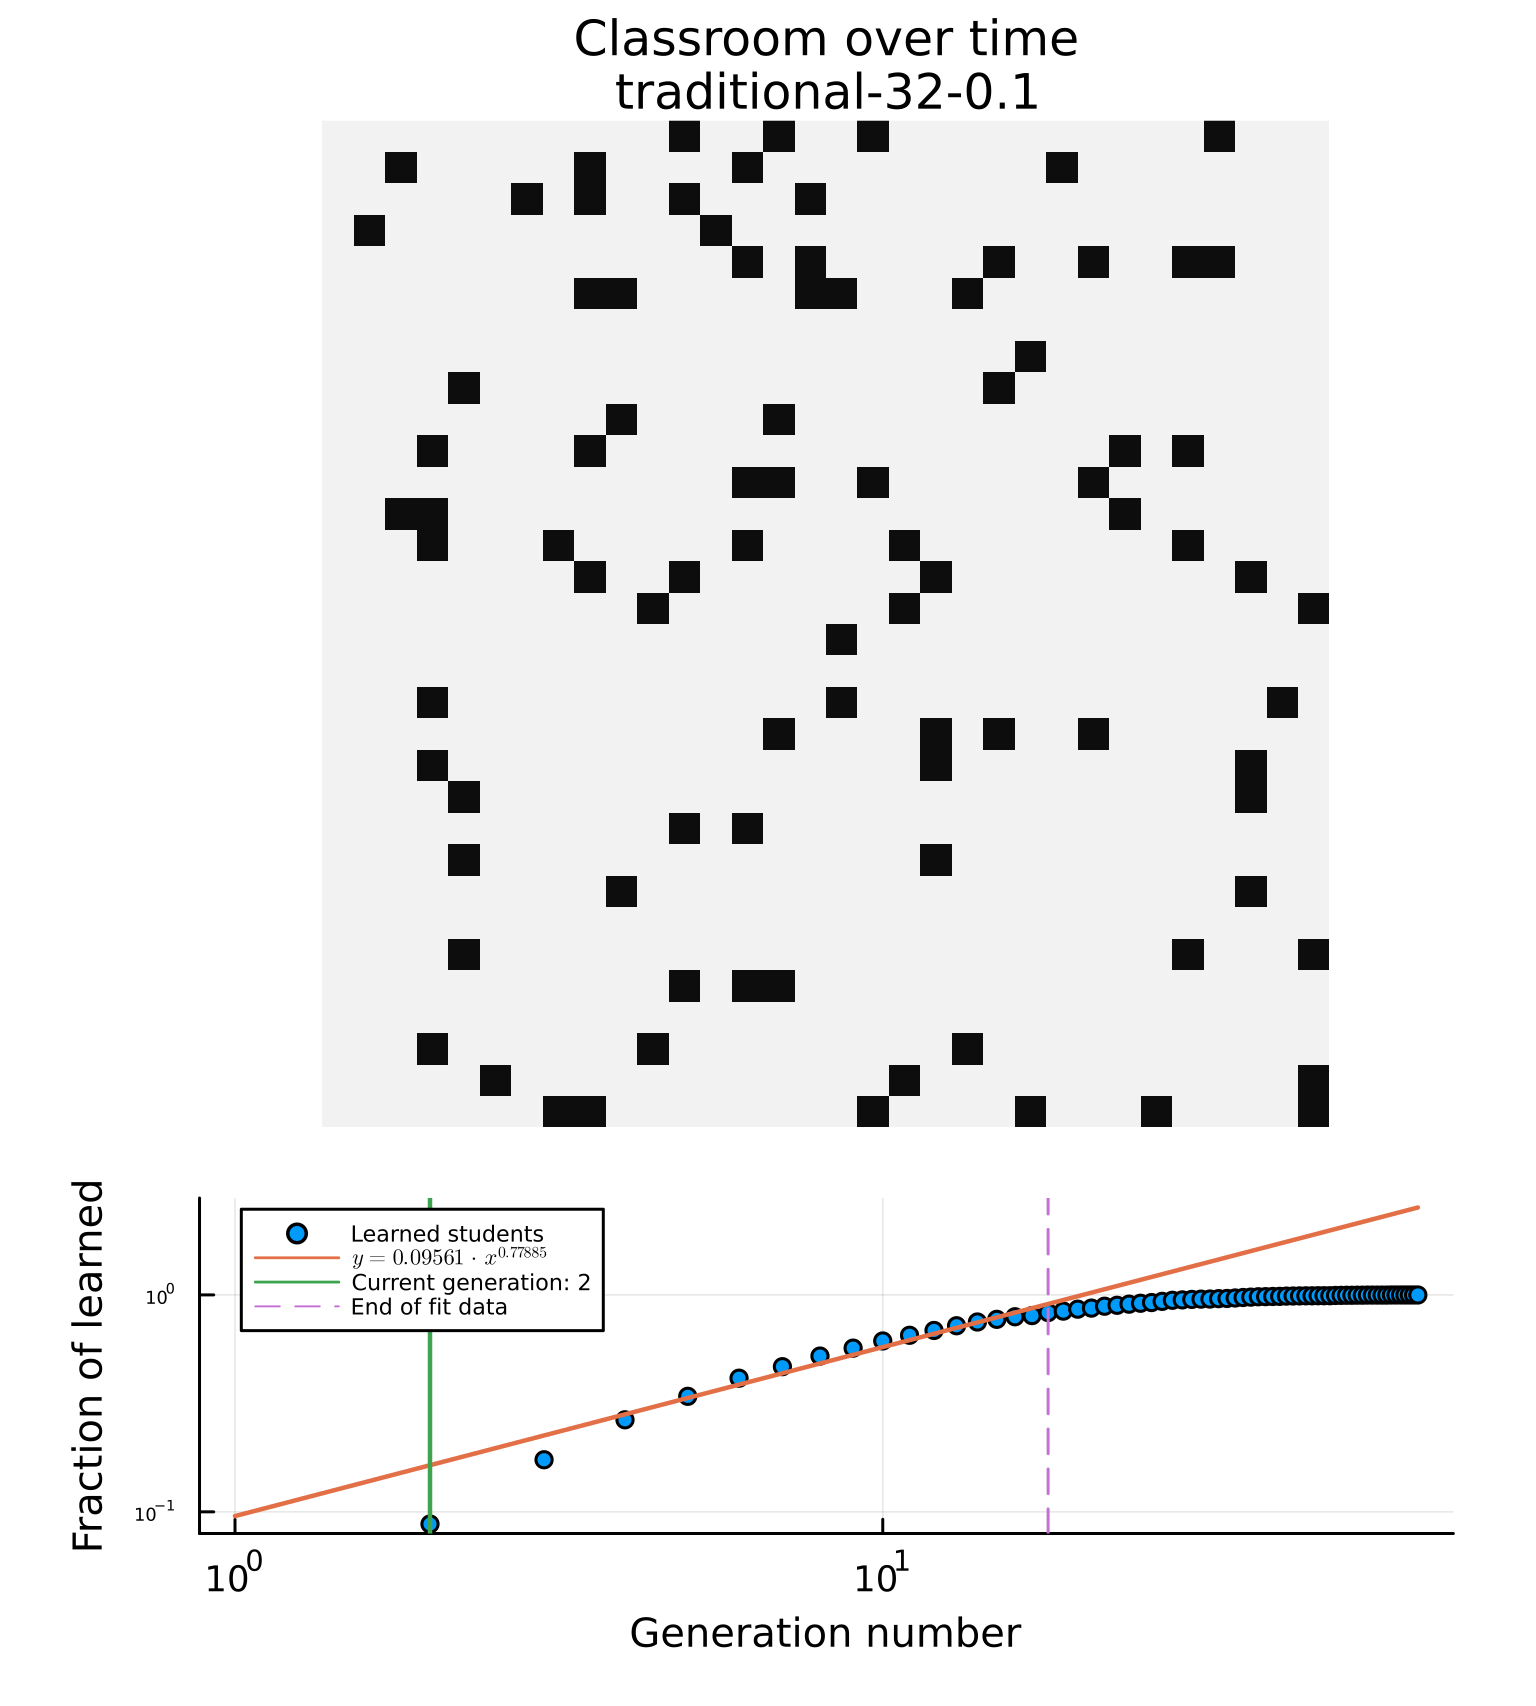 Classroom over time
traditional-32-0.1
Fraction of learned
10^0
10^-1
Learned students
y = 0.09561 · x^0.77885
Current generation: 2
End of fit data
10^0
10^1
Generation number